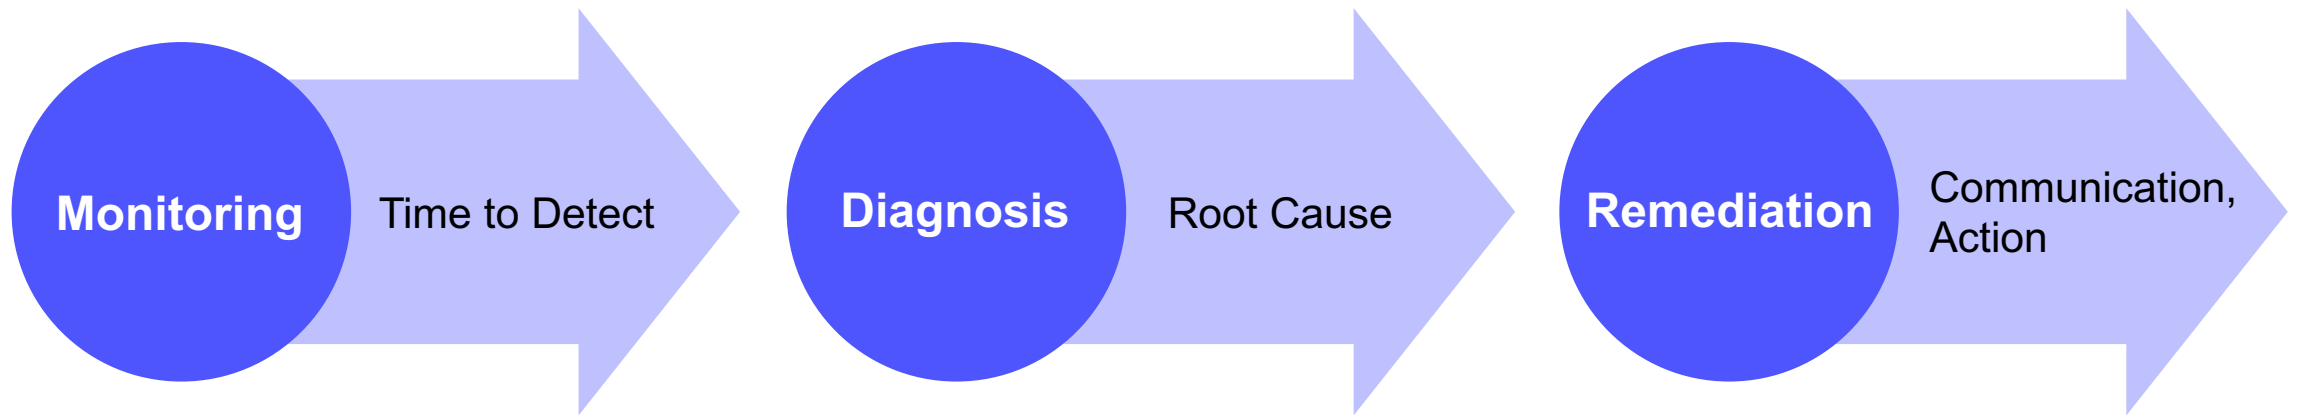 Monitoring
Time to Detect
Diagnosis
Root Cause
Remediation
Communication,
Action